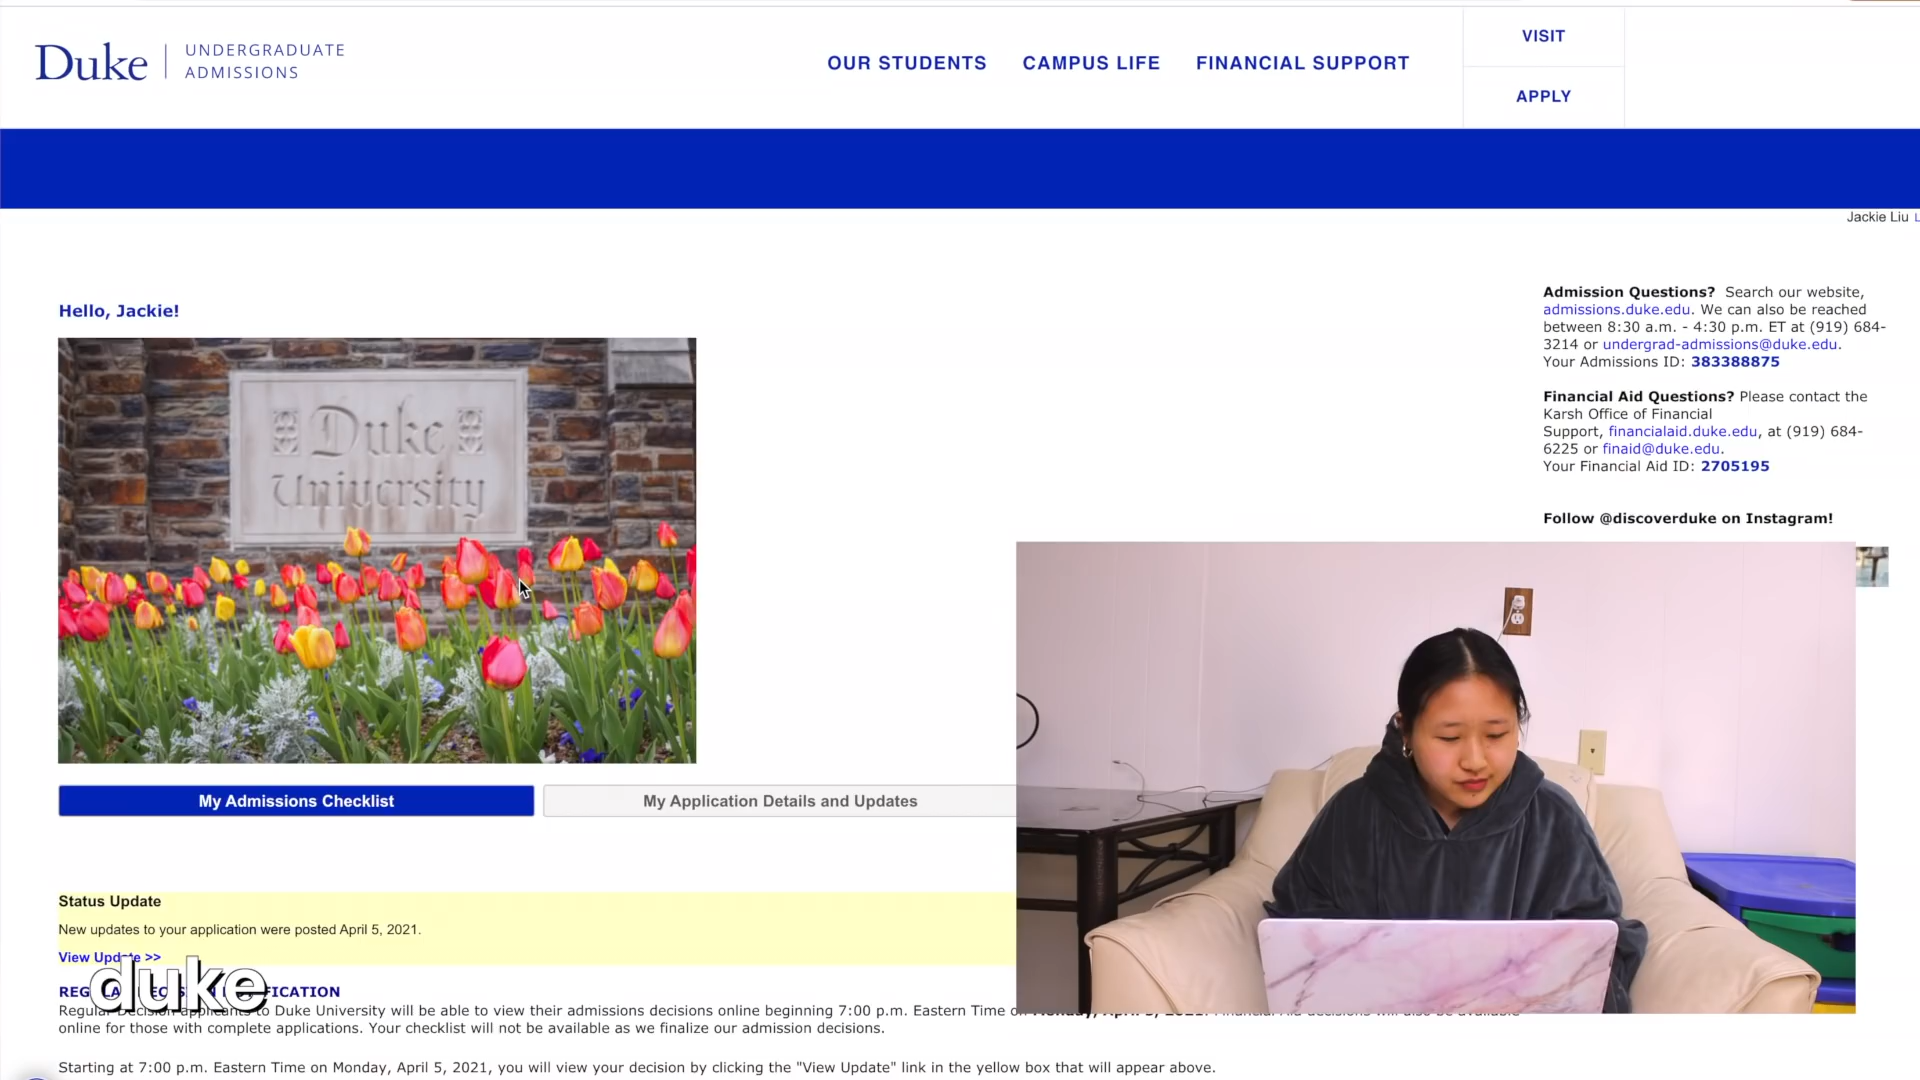 Duke
UNDERGRADUATE
ADMISSIONS
OUR STUDENTS
CAMPUS LIFE
FINANCIAL SUPPORT
VISIT
APPLY
Jackie Liu
Hello, Jackie!
Duke
University
Admission Questions? Search our website,
admissions.duke.edu. We can also be reached
between 8:30 a.m. - 4:30 p.m. ET at (919) 684-
3214 or undergrad-admissions@duke.edu.
Your Admissions ID: 383388875
Financial Aid Questions? Please contact the
Karsh Office of Financial
Support, financialaid.duke.edu, at (919) 684-
6225 or finaid@duke.edu.
Your Financial Aid ID: 2705195
Follow @discoverduke on Instagram!
My Admissions Checklist
My Application Details and Updates
Status Update
New updates to your application were posted April 5, 2021.
View Update >>
duke
Regular Decision applicants to Duke University will be able to view their admissions decisions online beginning 7:00 p.m. Eastern Time
online for those with complete applications. Your checklist will not be available as we finalize our admission decisions.
Starting at 7:00 p.m. Eastern Time on Monday, April 5, 2021, you will view your decision by clicking the "View Update" link in the yellow box that will appear above.